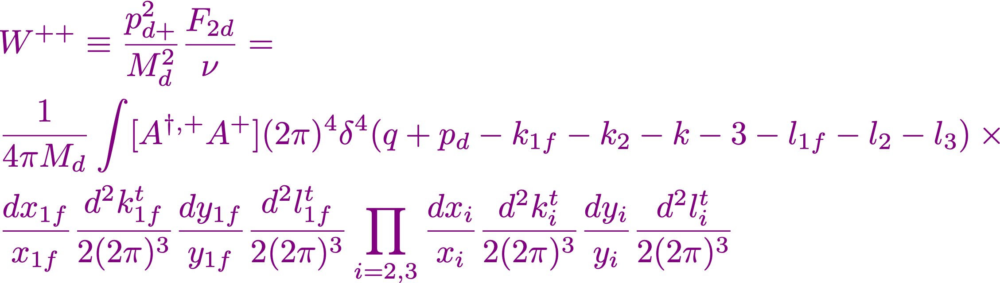 W^{++} \equiv \frac{p_{d+}^2}{M_d^2} \frac{F_{2d}}{\nu} =
\frac{1}{4\pi M_d} \int [A^{\dagger,+} A^+] (2\pi)^4 \delta^4 (q + p_d - k_{1f} - k_2 - k - 3 - l_{1f} - l_2 - l_3) \times
\frac{dx_{1f}}{x_{1f}} \frac{d^2 k_{1f}^t}{2(2\pi)^3} \frac{dy_{1f}}{y_{1f}} \frac{d^2 l_{1f}^t}{2(2\pi)^3} \prod_{i=2,3} \frac{dx_i}{x_i} \frac{d^2 k_i^t}{2(2\pi)^3} \frac{dy_i}{y_i} \frac{d^2 l_i^t}{2(2\pi)^3}